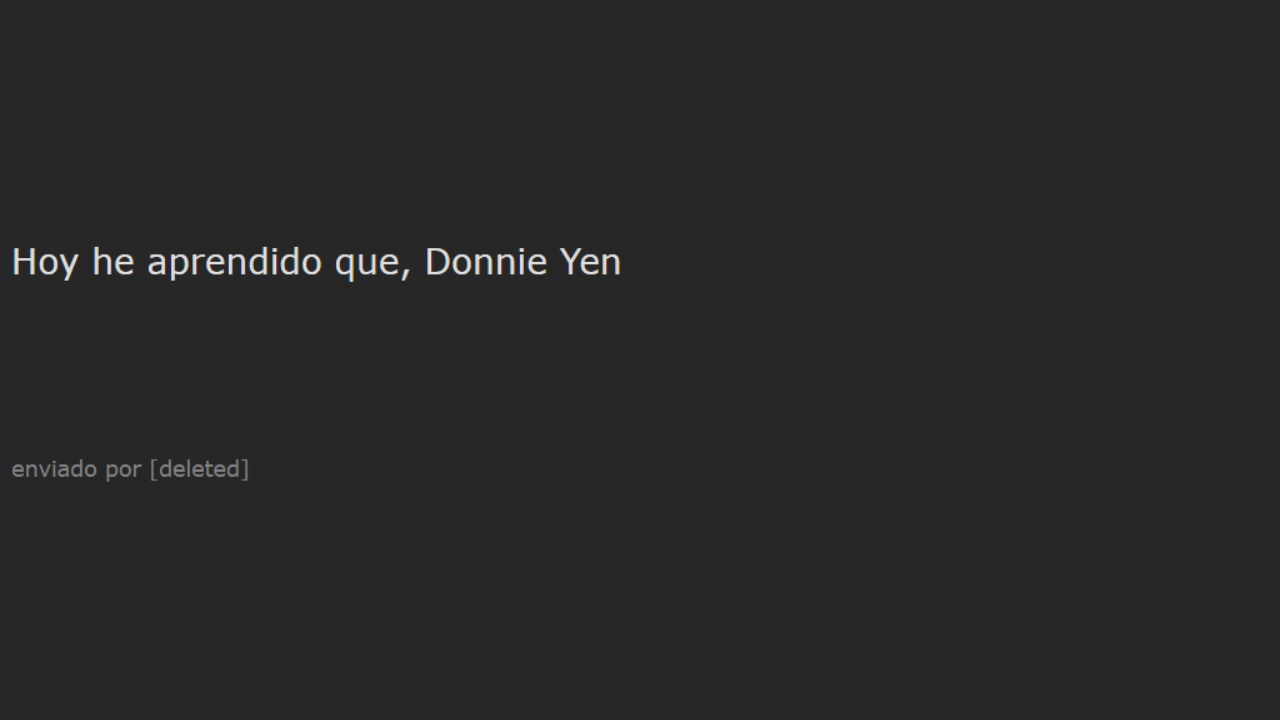 Hoy he aprendido que, Donnie Yen
enviado por [deleted]